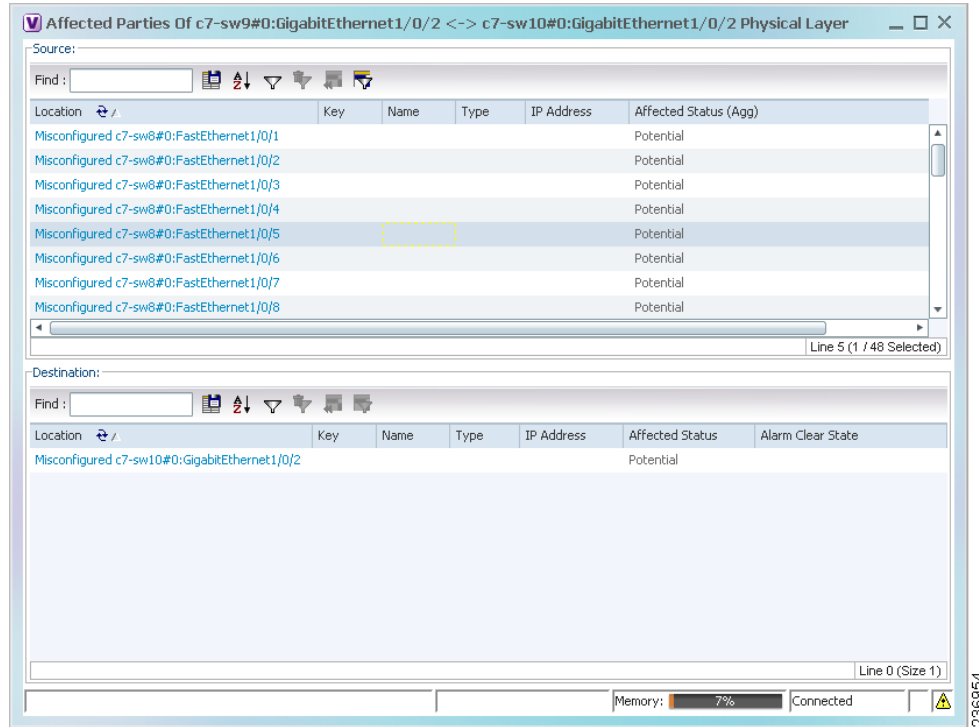 Affected Parties Of c7-sw9#0:GigabitEthernet1/0/2 <-> c7-sw10#0:GigabitEthernet1/0/2 Physical Layer
Source:
Find :
Location Key Name Type IP Address Affected Status (Agg)
Misconfigured c7-sw8#0:FastEthernet1/0/1 Potential
Misconfigured c7-sw8#0:FastEthernet1/0/2 Potential
Misconfigured c7-sw8#0:FastEthernet1/0/3 Potential
Misconfigured c7-sw8#0:FastEthernet1/0/4 Potential
Misconfigured c7-sw8#0:FastEthernet1/0/5 Potential
Misconfigured c7-sw8#0:FastEthernet1/0/6 Potential
Misconfigured c7-sw8#0:FastEthernet1/0/7 Potential
Misconfigured c7-sw8#0:FastEthernet1/0/8 Potential
Line 5 (1 / 48 Selected)
Destination:
Find :
Location Key Name Type IP Address Affected Status Alarm Clear State
Misconfigured c7-sw10#0:GigabitEthernet1/0/2 Potential
Line 0 (Size 1)
Memory: 7% Connected